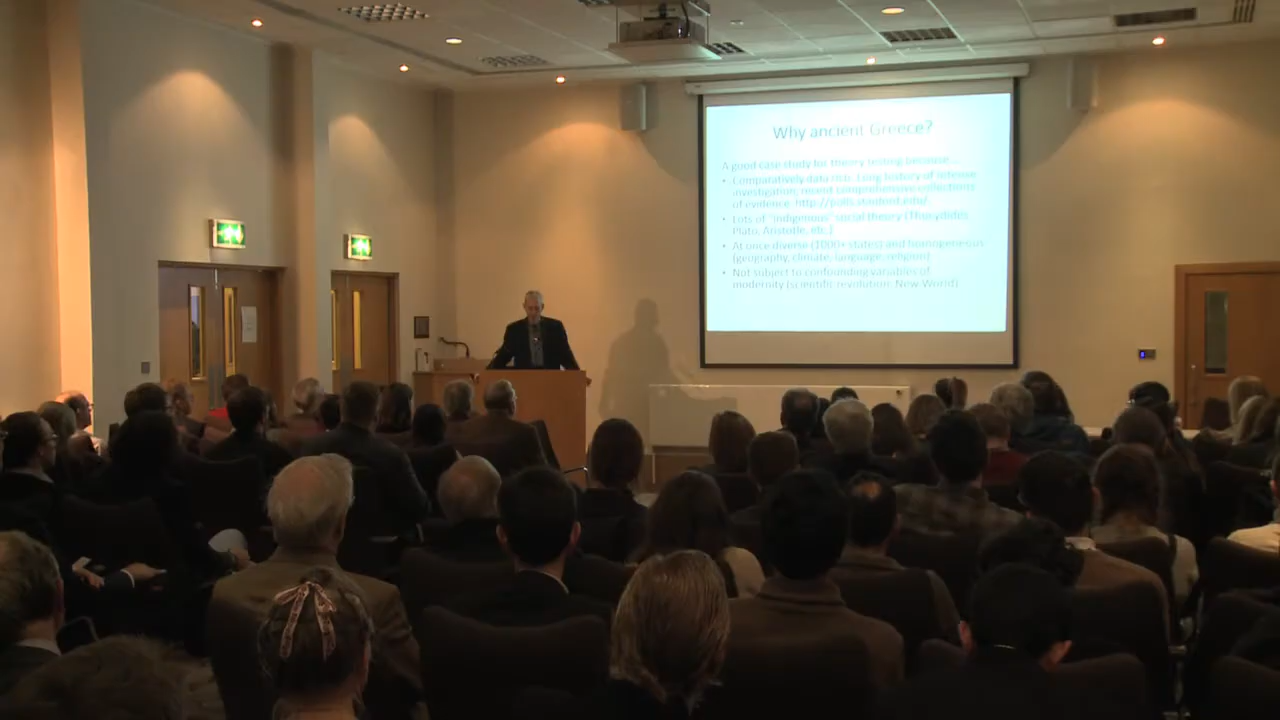 Why ancient Greece?
A good case study for theory testing because...
• Comparatively data rich. Long history of intense
investigation; recent comprehensive collections
of evidence. http://polis.stanford.edu/
• Lots of "indigenous" social theory (Thucydides,
Plato, Aristotle, etc.)
• At once diverse (1000+ states) and homogeneous
(geography, climate, language, religion)
• Not subject to confounding variables of
modernity (scientific revolution, New World)